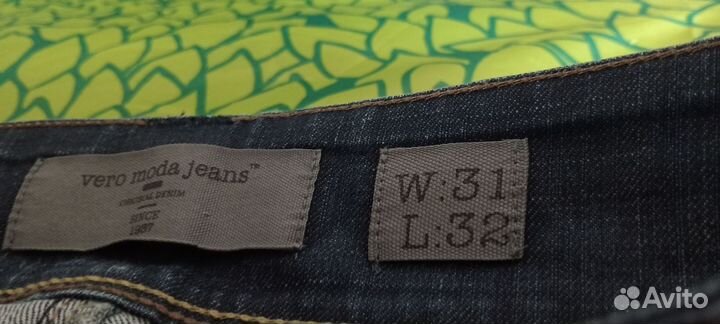 vero moda jeans™
ORIGINAL DENIM
SINCE
1987
W:31
L:32
Avito